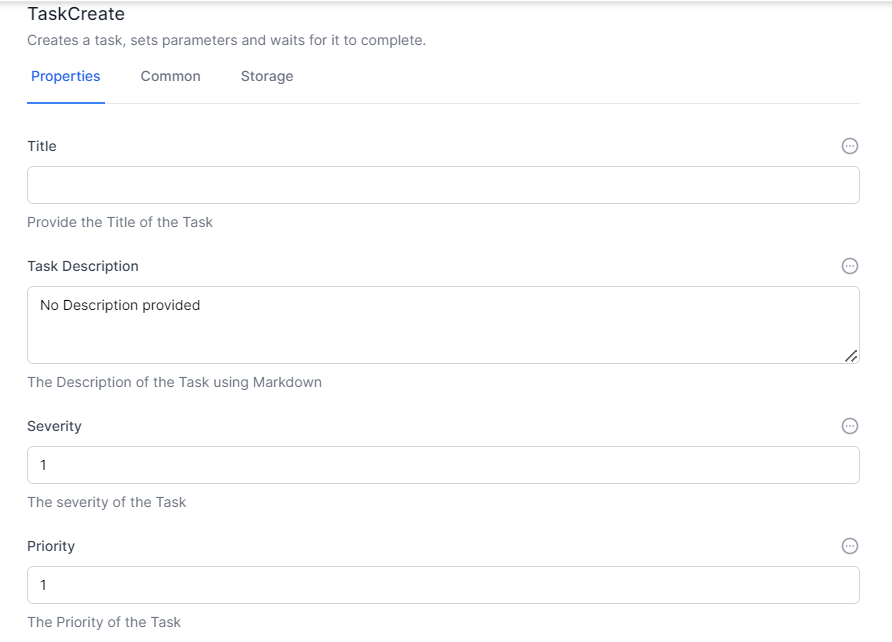 TaskCreate
Creates a task, sets parameters and waits for it to complete.
Properties Common Storage
Title
Provide the Title of the Task
Task Description
No Description provided
The Description of the Task using Markdown
Severity
1
The severity of the Task
Priority
1
The Priority of the Task